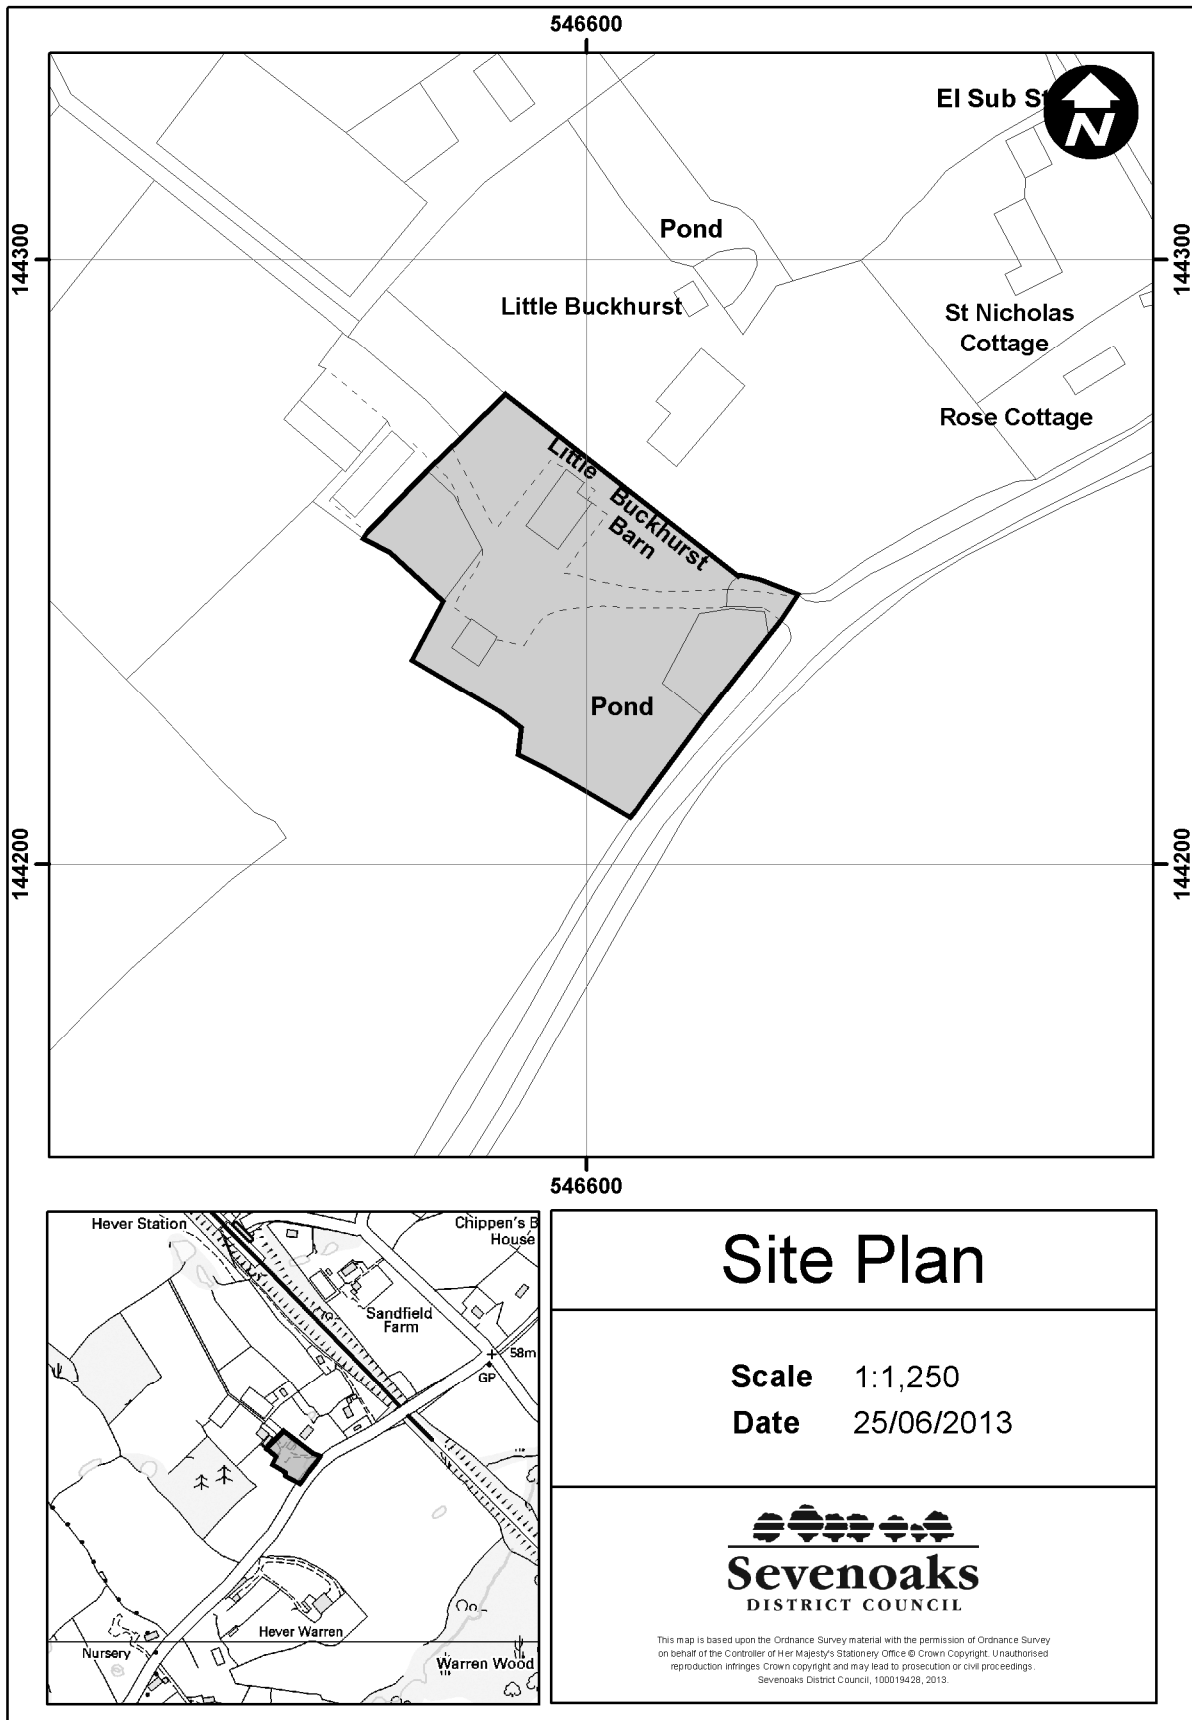 546600
El Sub St
N
Pond
144300
144300
Little Buckhurst
St Nicholas
Cottage
Rose Cottage
Little Buckhurst
Barn
Pond
144200
144200
546600
Hever Station
Chippen's B
House
Sandfield
Farm
58m
GP
Hever Warren
Nursery
Warren Wood
Site Plan
Scale 1:1,250
Date 25/06/2013
Sevenoaks
DISTRICT COUNCIL
This map is based upon the Ordnance Survey material with the permission of Ordnance Survey
on behalf of the Controller of Her Majesty's Stationery Office © Crown Copyright. Unauthorised
reproduction infringes Crown copyright and may lead to prosecution or civil proceedings.
Sevenoaks District Council, 100019428, 2013.